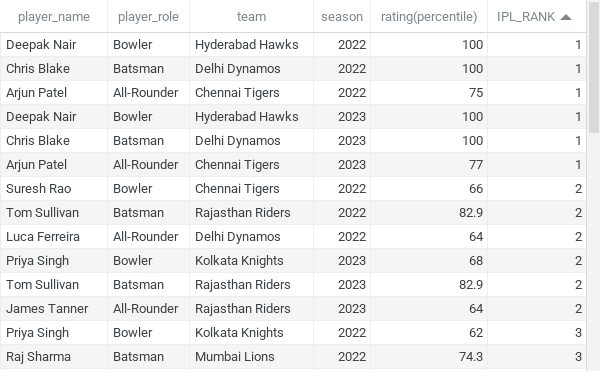 player_name player_role team season rating(percentile) IPL_RANK
Deepak Nair Bowler Hyderabad Hawks 2022 100 1
Chris Blake Batsman Delhi Dynamos 2022 100 1
Arjun Patel All-Rounder Chennai Tigers 2022 75 1
Deepak Nair Bowler Hyderabad Hawks 2023 100 1
Chris Blake Batsman Delhi Dynamos 2023 100 1
Arjun Patel All-Rounder Chennai Tigers 2023 77 1
Suresh Rao Bowler Chennai Tigers 2022 66 2
Tom Sullivan Batsman Rajasthan Riders 2022 82.9 2
Luca Ferreira All-Rounder Delhi Dynamos 2022 64 2
Priya Singh Bowler Kolkata Knights 2023 68 2
Tom Sullivan Batsman Rajasthan Riders 2023 82.9 2
James Tanner All-Rounder Rajasthan Riders 2023 64 2
Priya Singh Bowler Kolkata Knights 2022 62 3
Raj Sharma Batsman Mumbai Lions 2022 74.3 3